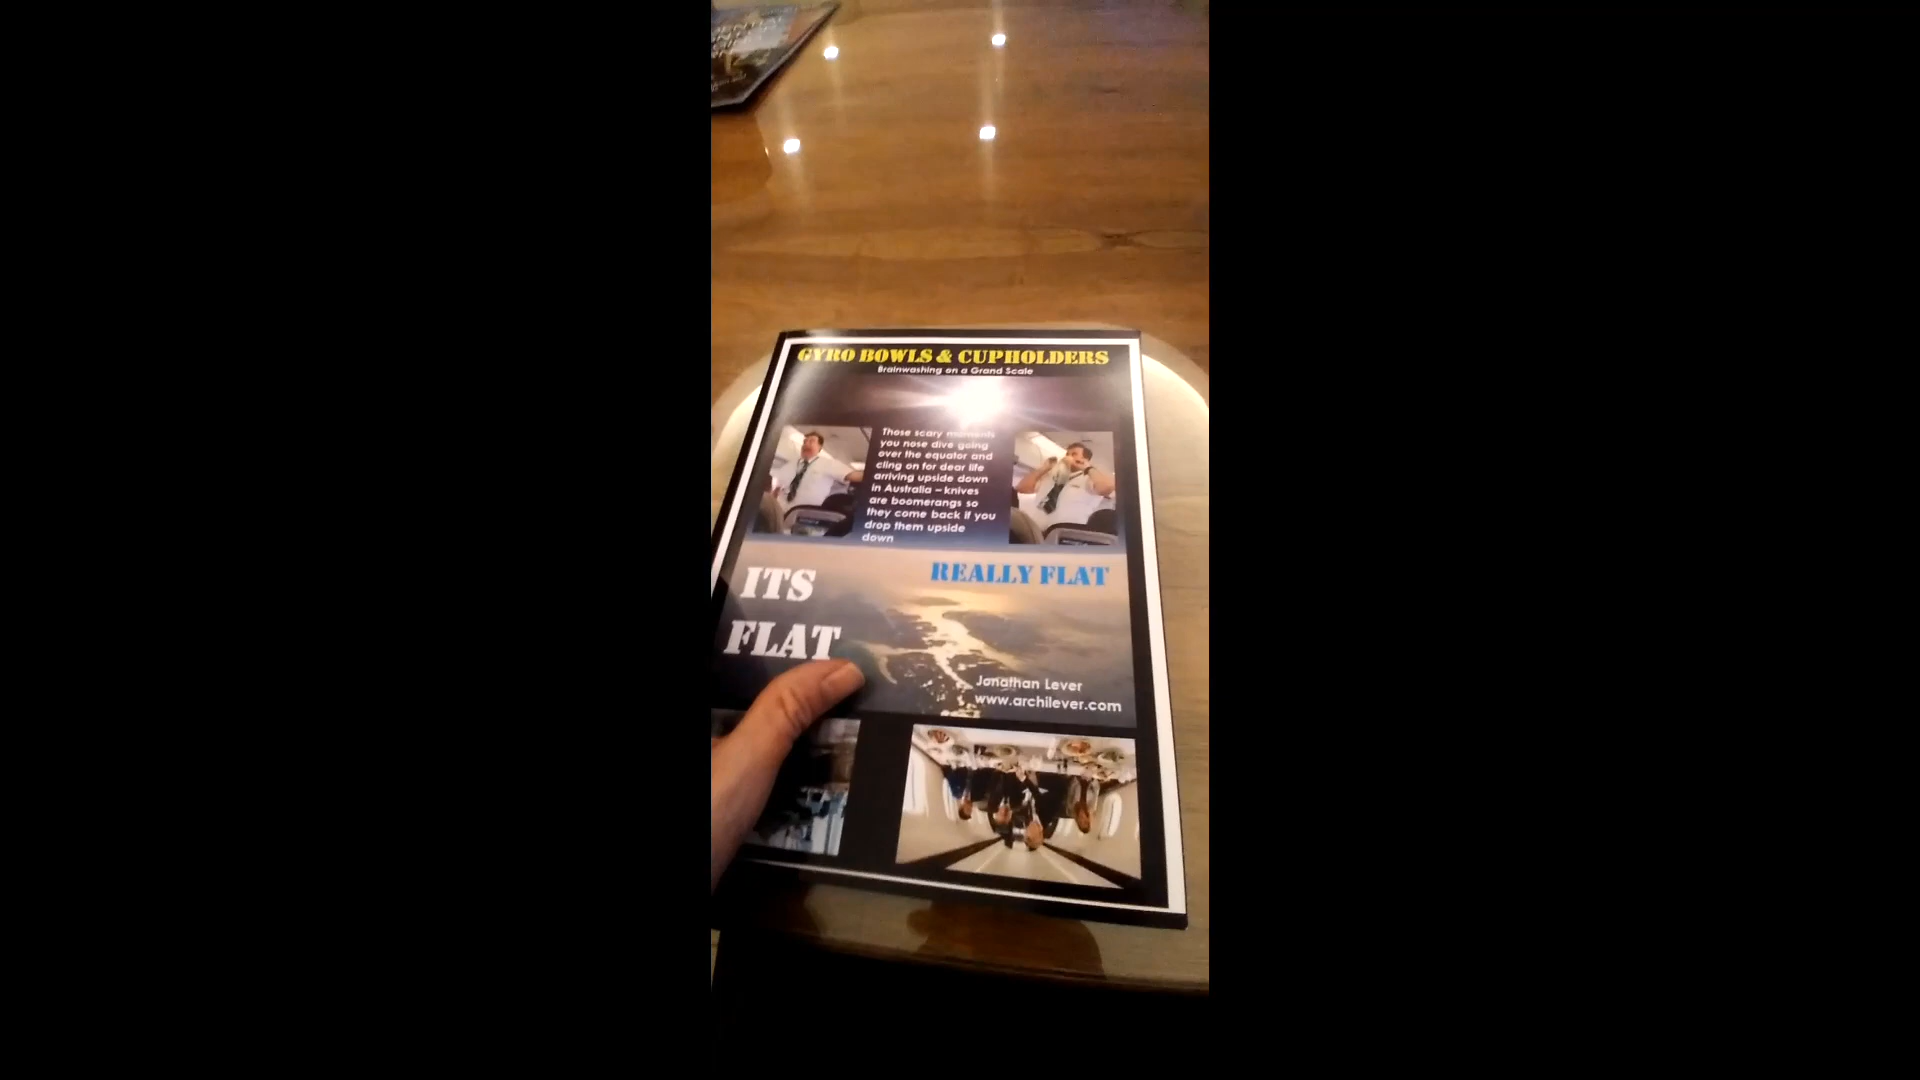 GYRO BOWLS & CUPHOLDERS
Brainwashing on a Grand Scale
Those scary moments
you nose dive going
over the equator and
cling on for dear life
arriving upside down
in Australia – knives
are boomerangs so
they come back if you
drop them upside
down
ITS
FLAT
REALLY FLAT
Jonathan Lever
www.archilever.com